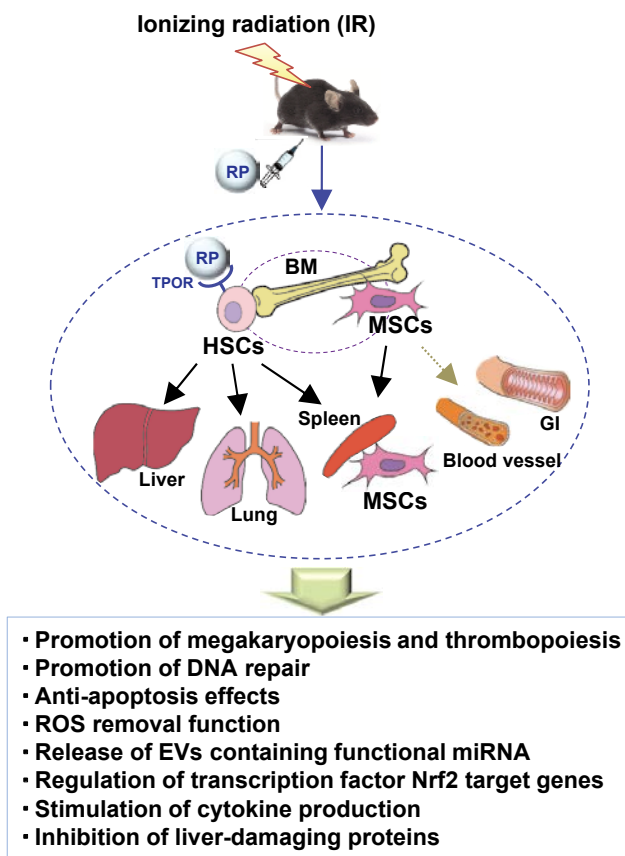 Ionizing radiation (IR)
RP
RP
BM
TPOR
MSCs
HSCs
Spleen
GI
Blood vessel
Liver
MSCs
Lung
▪ Promotion of megakaryopoiesis and thrombopoiesis
▪ Promotion of DNA repair
▪ Anti-apoptosis effects
▪ ROS removal function
▪ Release of EVs containing functional miRNA
▪ Regulation of transcription factor Nrf2 target genes
▪ Stimulation of cytokine production
▪ Inhibition of liver-damaging proteins